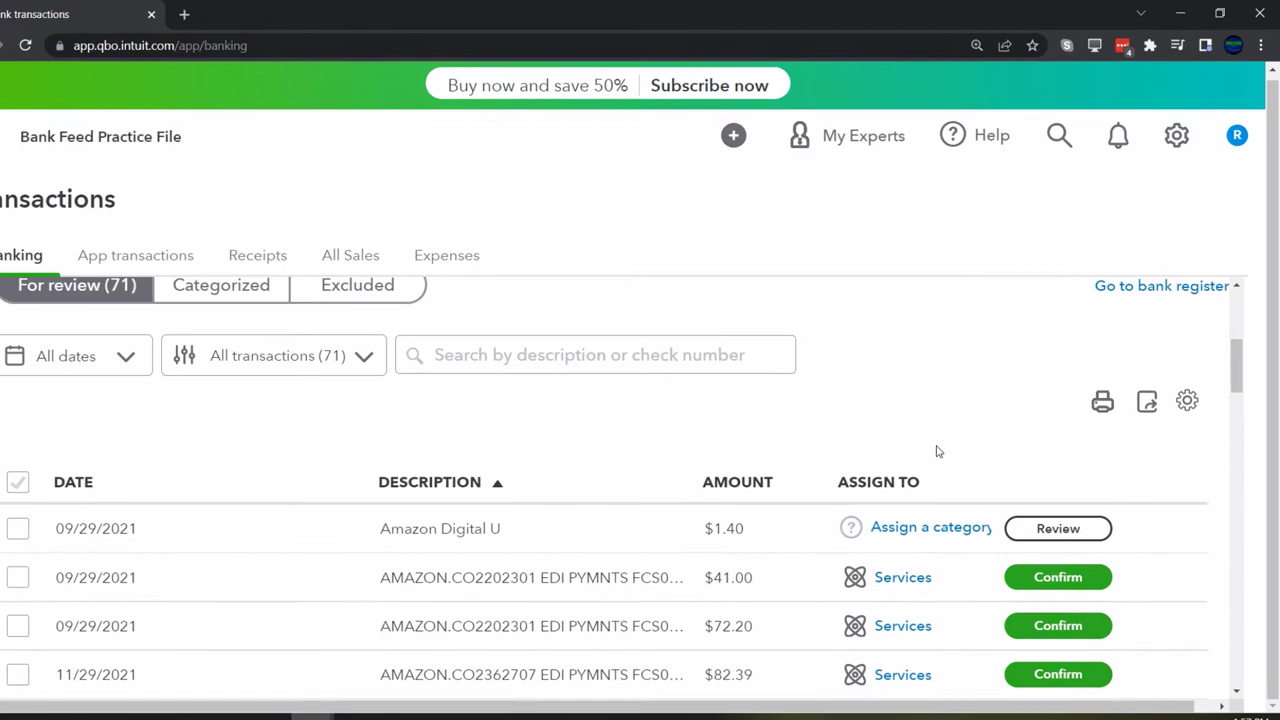 nk transactions
app.qbo.intuit.com/app/banking
4
Buy now and save 50% Subscribe now
Bank Feed Practice File
My Experts
Help
R
ansactions
anking App transactions Receipts All Sales Expenses
For review (71) Categorized Excluded Go to bank register
All dates All transactions (71) Search by description or check number
DATE DESCRIPTION AMOUNT ASSIGN TO
09/29/2021 Amazon Digital U $1.40 ? Assign a category Review
09/29/2021 AMAZON.CO2202301 EDI PYMNTS FCS0... $41.00 Services Confirm
09/29/2021 AMAZON.CO2202301 EDI PYMNTS FCS0... $72.20 Services Confirm
11/29/2021 AMAZON.CO2362707 EDI PYMNTS FCS0... $82.39 Services Confirm